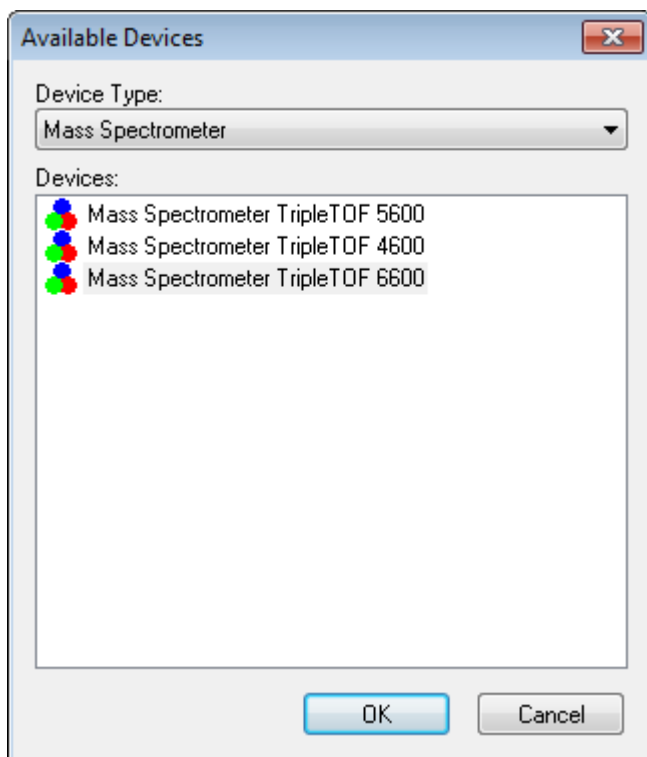 Available Devices
Device Type:
Mass Spectrometer
Devices:
Mass Spectrometer TripleTOF 5600
Mass Spectrometer TripleTOF 4600
Mass Spectrometer TripleTOF 6600
OK Cancel